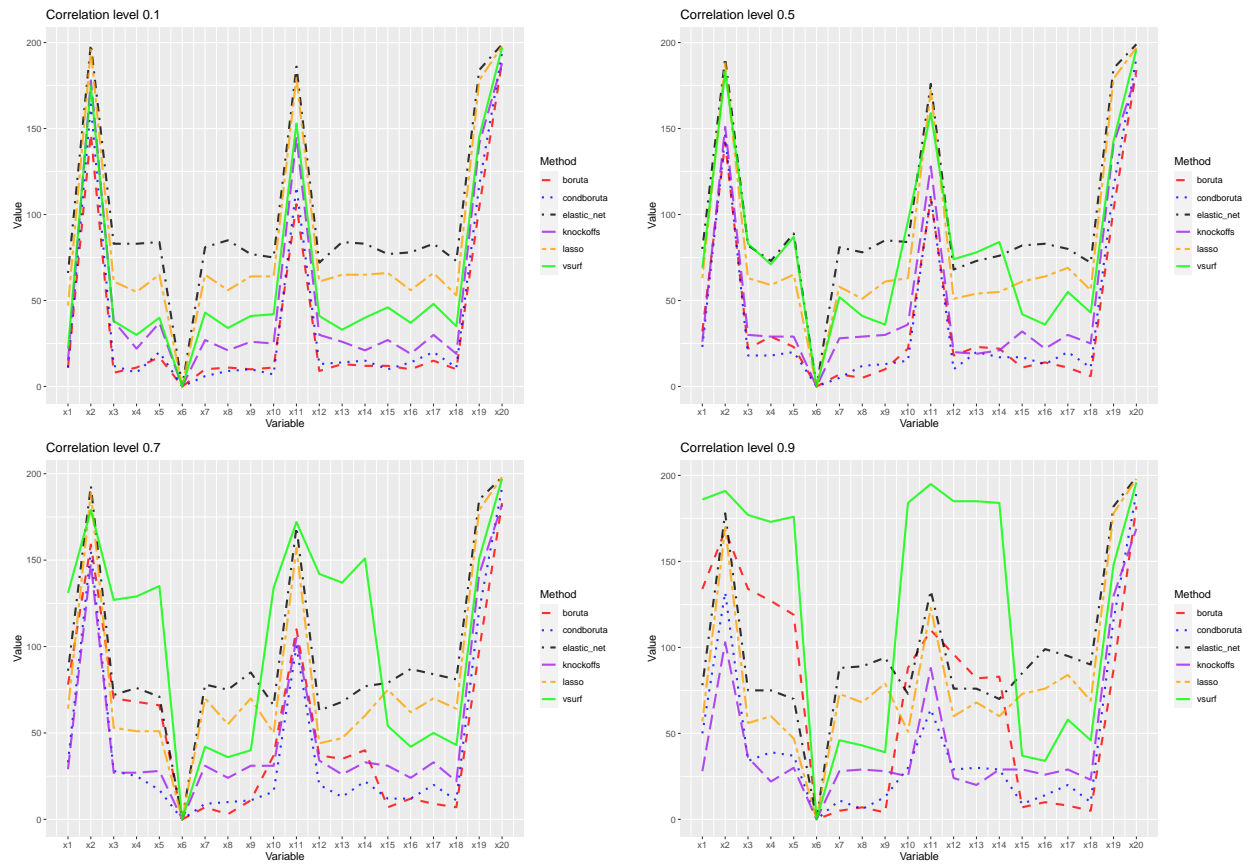 Correlation level 0.1
Value
200
150
100
50
0
x1 x2 x3 x4 x5 x6 x7 x8 x9 x10 x11 x12 x13 x14 x15 x16 x17 x18 x19 x20
Variable
Method
boruta
condboruta
elastic_net
knockoffs
lasso
vsurf
Correlation level 0.5
Value
200
150
100
50
0
x1 x2 x3 x4 x5 x6 x7 x8 x9 x10 x11 x12 x13 x14 x15 x16 x17 x18 x19 x20
Variable
Method
boruta
condboruta
elastic_net
knockoffs
lasso
vsurf
Correlation level 0.7
Value
200
150
100
50
0
x1 x2 x3 x4 x5 x6 x7 x8 x9 x10 x11 x12 x13 x14 x15 x16 x17 x18 x19 x20
Variable
Method
boruta
condboruta
elastic_net
knockoffs
lasso
vsurf
Correlation level 0.9
Value
200
150
100
50
0
x1 x2 x3 x4 x5 x6 x7 x8 x9 x10 x11 x12 x13 x14 x15 x16 x17 x18 x19 x20
Variable
Method
boruta
condboruta
elastic_net
knockoffs
lasso
vsurf